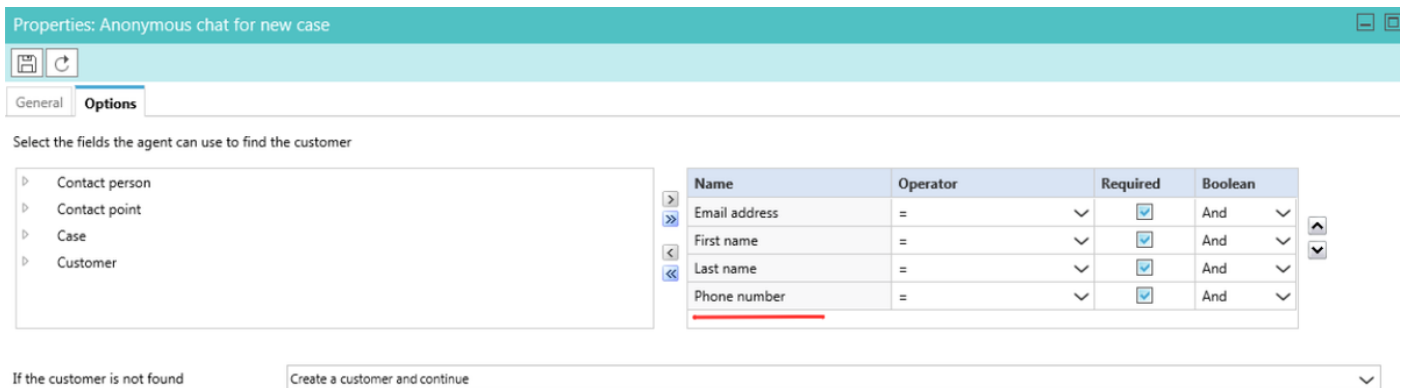 Properties: Anonymous chat for new case
General Options
Select the fields the agent can use to find the customer
Contact person
Contact point
Case
Customer
Name Operator Required Boolean
Email address = And
First name = And
Last name = And
Phone number = And
If the customer is not found Create a customer and continue